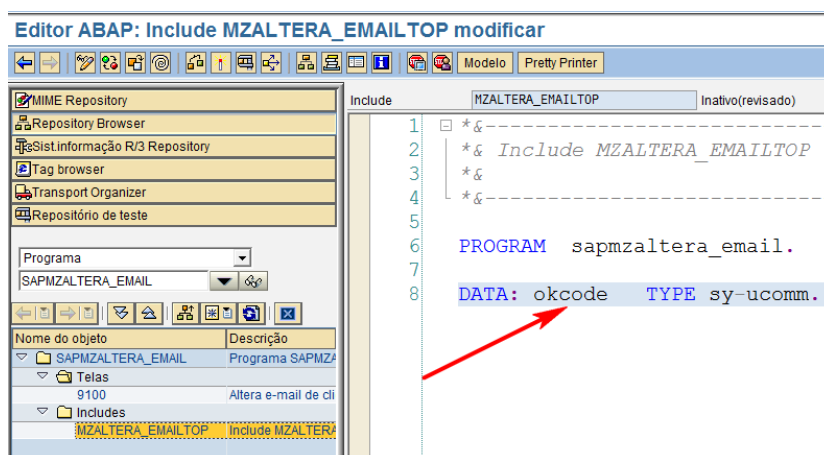 Editor ABAP: Include MZALTERA_EMAILTOP modificar
Modelo Pretty Printer
MIME Repository
Repository Browser
Sist.informação R/3 Repository
Tag browser
Transport Organizer
Repositório de teste
Programa
SAPMZALTERA_EMAIL
Nome do objeto Descrição
SAPMZALTERA_EMAIL Programa SAPMZA
Telas
9100 Altera e-mail de cli
Includes
MZALTERA_EMAILTOP Include MZALTERA
Include MZALTERA_EMAILTOP Inativo(revisado)
1 *&----------------------------
2 *& Include MZALTERA_EMAILTOP
3 *&
4 *&----------------------------
5
6 PROGRAM sapmzaltera_email.
7
8 DATA: okcode TYPE sy-ucomm.